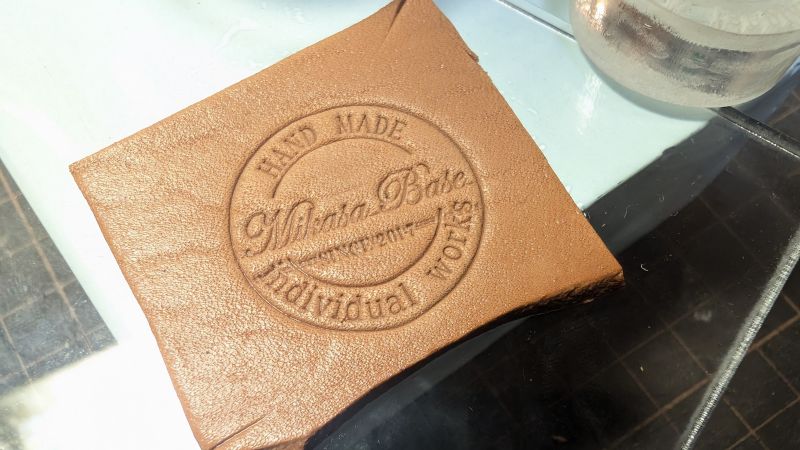 HAND MADE
Mikasa Base
SINCE 2017
individual works